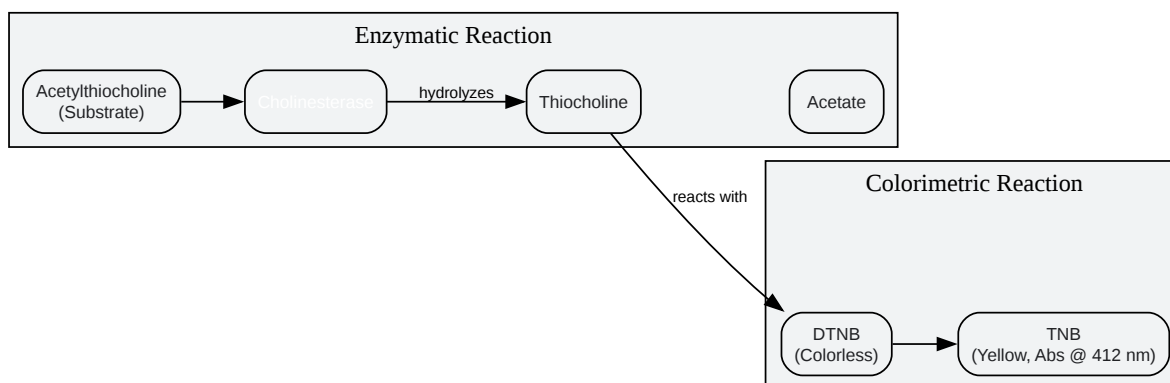 Enzymatic Reaction
Acetylthiocholine
(Substrate)
Cholinesterase
hydrolyzes
Thiocholine
Acetate
reacts with
Colorimetric Reaction
DTNB
(Colorless)
TNB
(Yellow, Abs @ 412 nm)